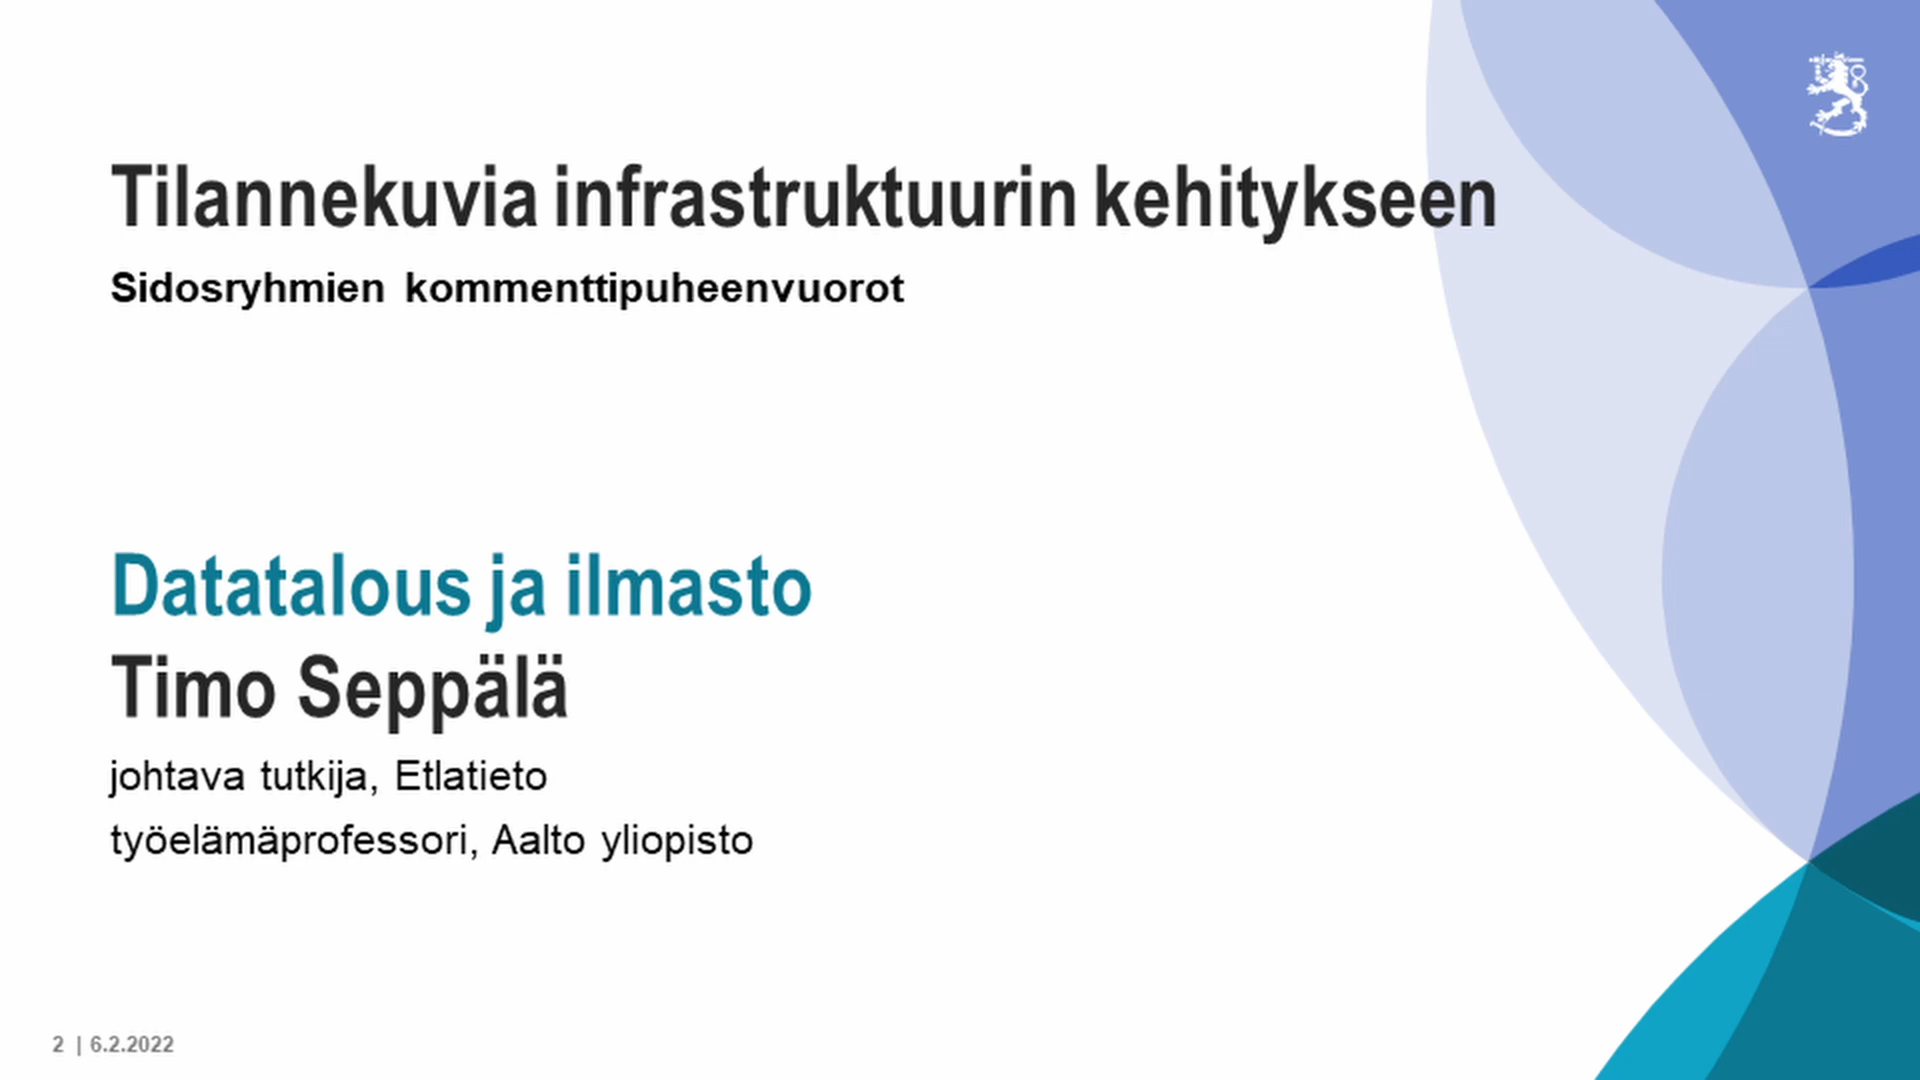 Tilannekuvia infrastruktuurin kehitykseen
Sidosryhmien kommenttipuheenvuorot
Datatalous ja ilmasto
Timo Seppälä
johtava tutkija, Etlatieto
työelämäprofessori, Aalto yliopisto
2 | 6.2.2022